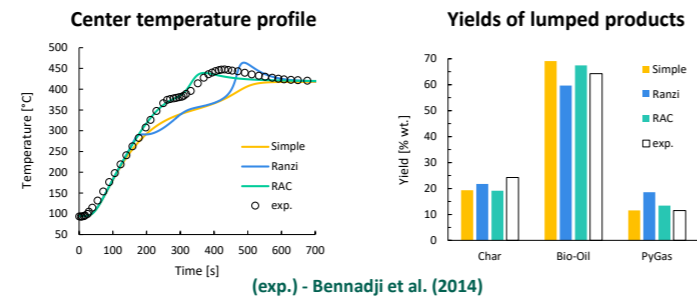 Center temperature profile
Yields of lumped products
Temperature [°C]
500
450
400
350
300
250
200
150
100
50
0 100 200 300 400 500 600 700
Time [s]
Simple
Ranzi
RAC
exp.
Yield [% wt.]
70
60
50
40
30
20
10
0
Char Bio-Oil PyGas
Simple
Ranzi
RAC
exp.
(exp.) - Bennadji et al. (2014)